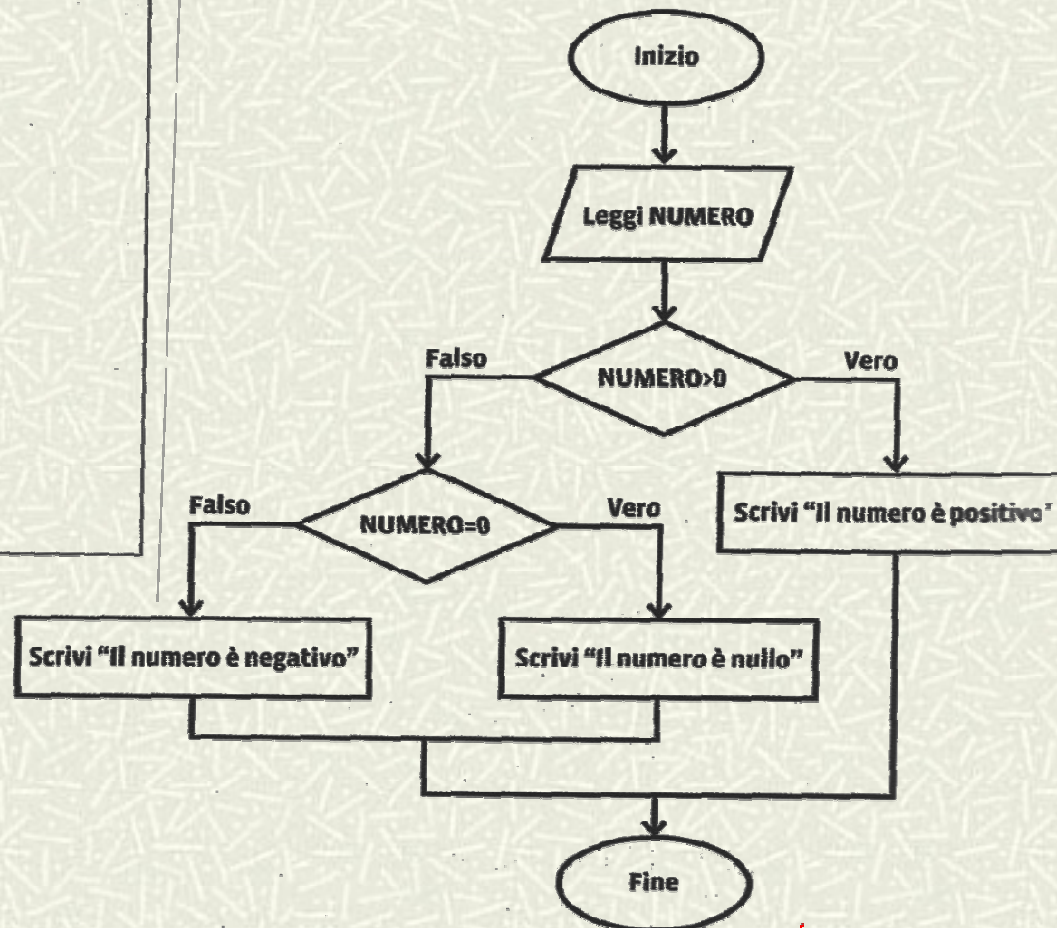 Inizio
Leggi NUMERO
Falso
NUMERO>0
Vero
Falso
NUMERO=0
Vero
Scrivi “Il numero è positivo”
Scrivi “Il numero è negativo”
Scrivi “Il numero è nullo”
Fine